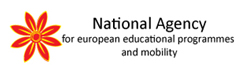 National Agency
for european educational programmes
and mobility